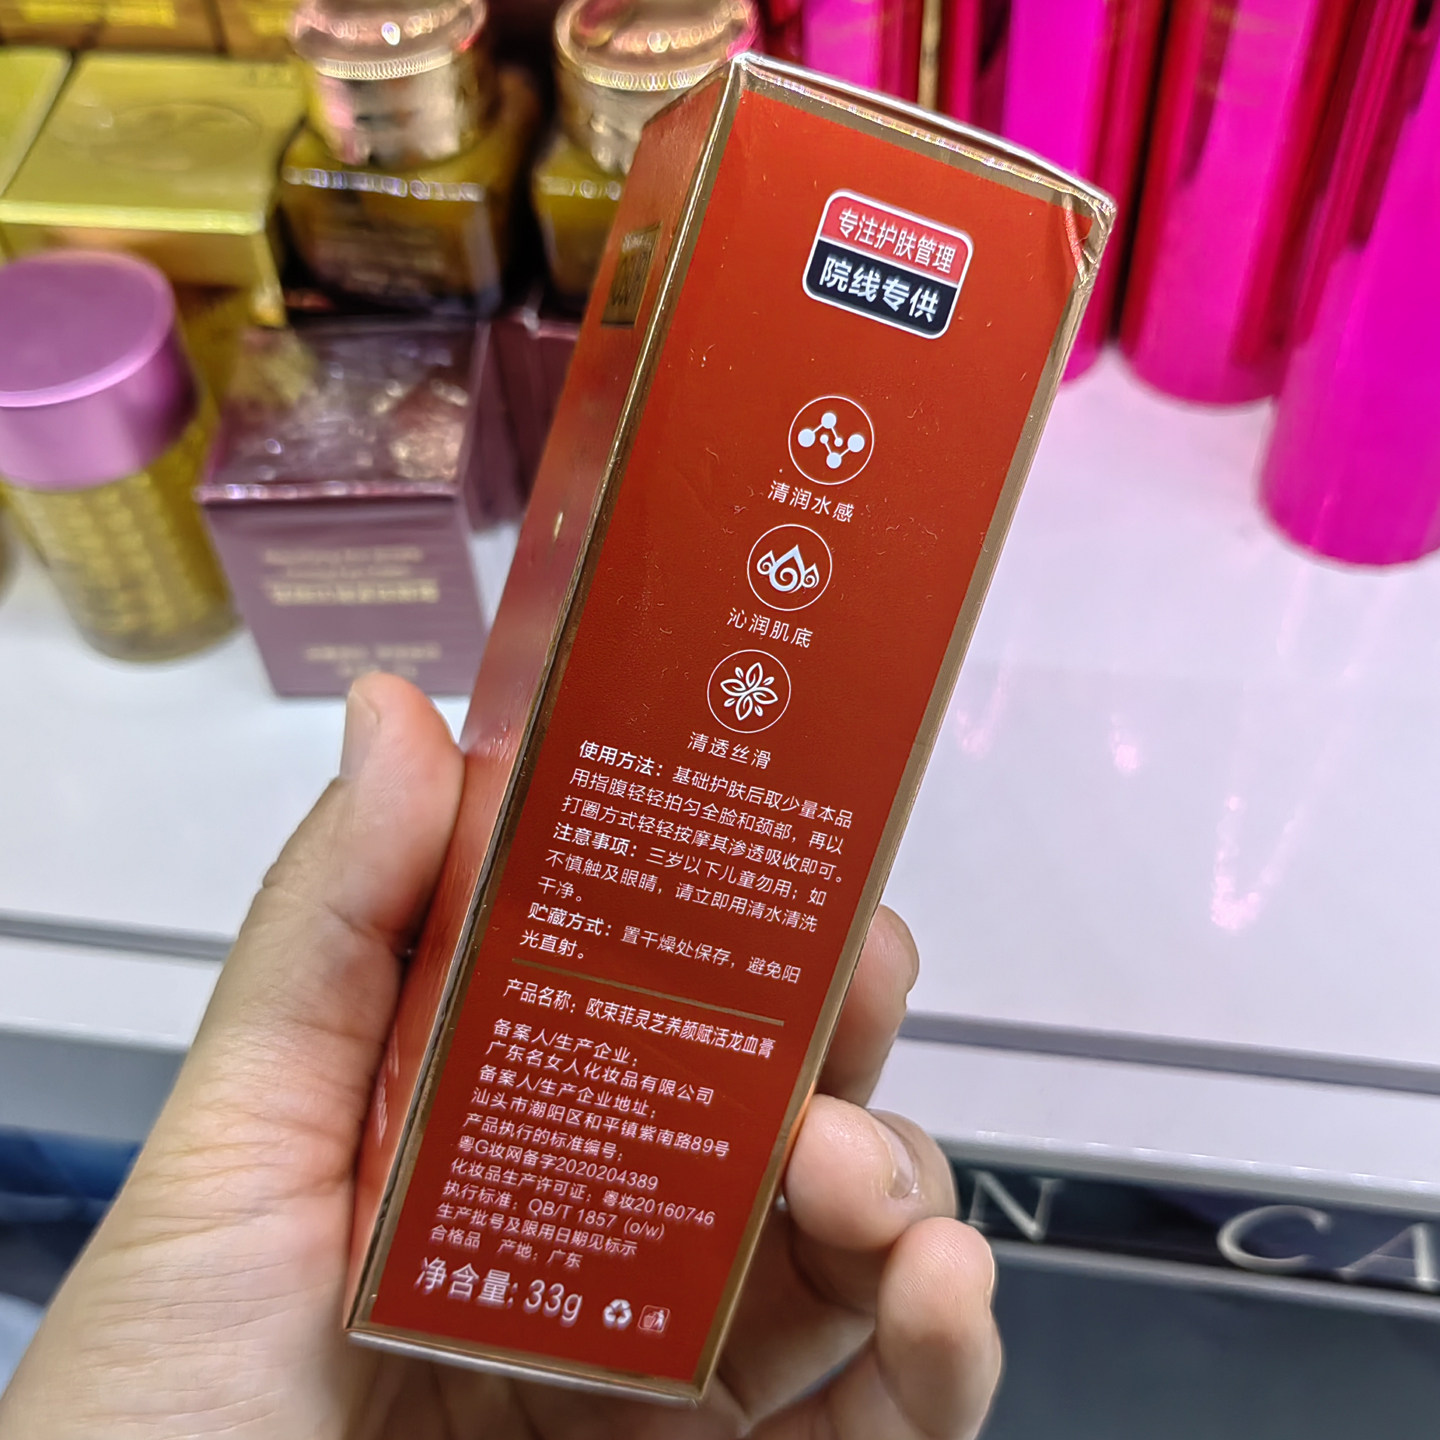 专注护肤管理
院线专供
清润水感
沁润肌底
清透丝滑
使用方法：基础护肤后取少量本品
用指腹轻轻拍匀全脸和颈部，再以
打圈方式轻轻按摩其渗透吸收即可。
注意事项：三岁以下儿童勿用；如
不慎触及眼睛，请立即用清水清洗
干净。
贮藏方式：置干燥处保存，避免阳
光直射。
产品名称：欧束菲灵芝养颜赋活龙血膏
备案人/生产企业：
广东名女人化妆品有限公司
备案人/生产企业地址：
汕头市潮阳区和平镇紫南路89号
产品执行的标准编号：
粤G妆网备字2020204389
化妆品生产许可证：粤妆20160746
执行标准：QB/T 1857（o/w）
生产批号及限用日期见标示
合格品 产地：广东
净含量: 33g
N CA